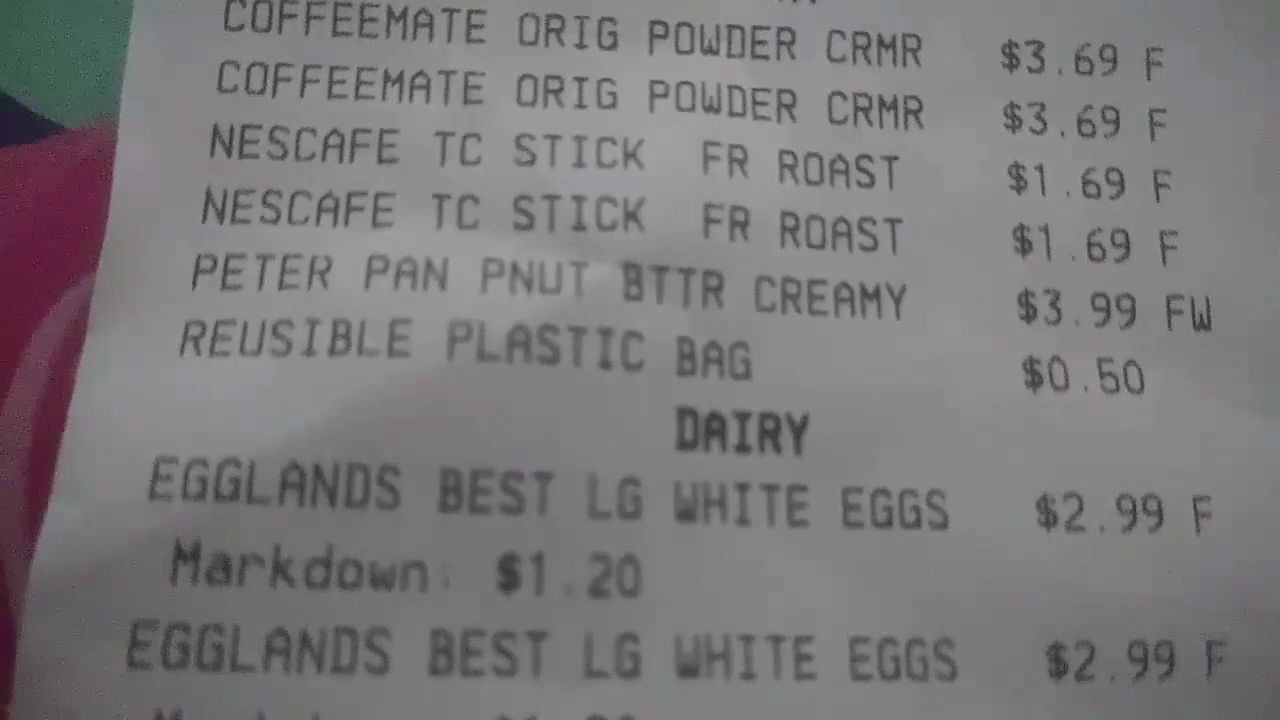 COFFEEMATE ORIG POWDER CRMR $3.69 F
COFFEEMATE ORIG POWDER CRMR $3.69 F
NESCAFE TC STICK FR ROAST $1.69 F
NESCAFE TC STICK FR ROAST $1.69 F
PETER PAN PNUT BTTR CREAMY $3.99 FW
REUSIBLE PLASTIC BAG $0.50
DAIRY
EGGLANDS BEST LG WHITE EGGS $2.99 F
Markdown: $1.20
EGGLANDS BEST LG WHITE EGGS $2.99 F